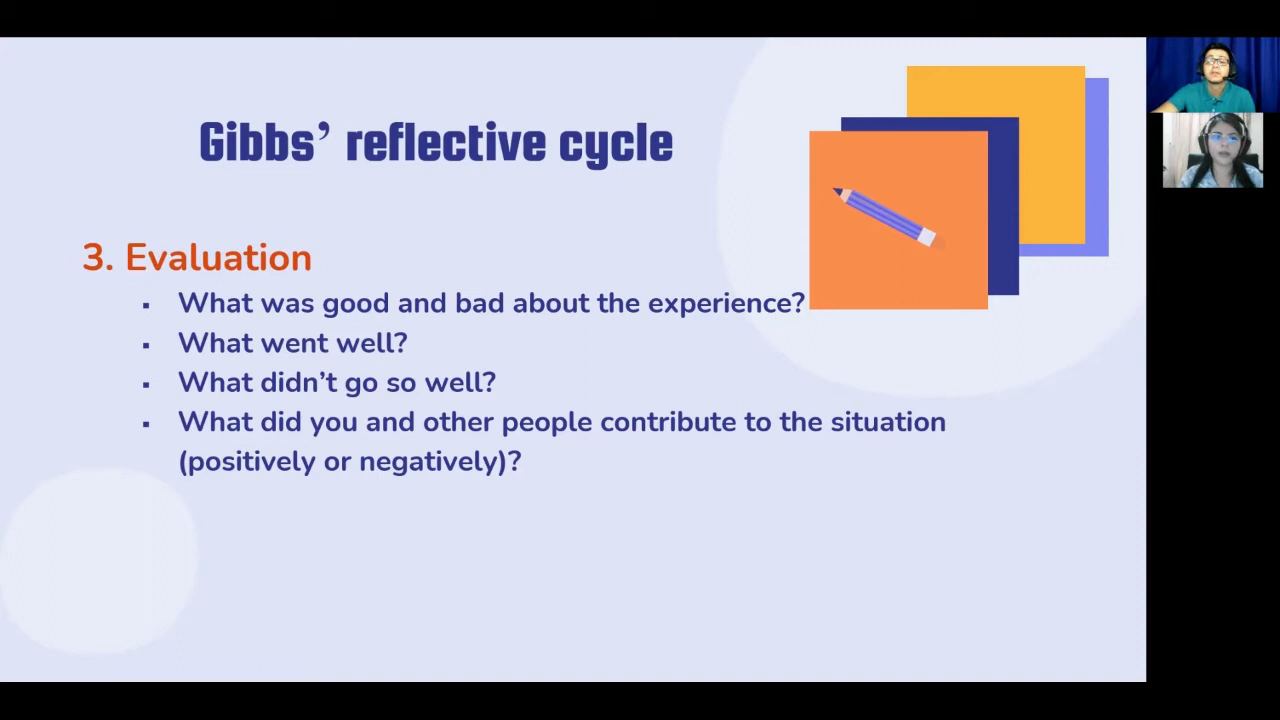 Gibbs’ reflective cycle
3. Evaluation
▪ What was good and bad about the experience?
▪ What went well?
▪ What didn’t go so well?
▪ What did you and other people contribute to the situation
(positively or negatively)?